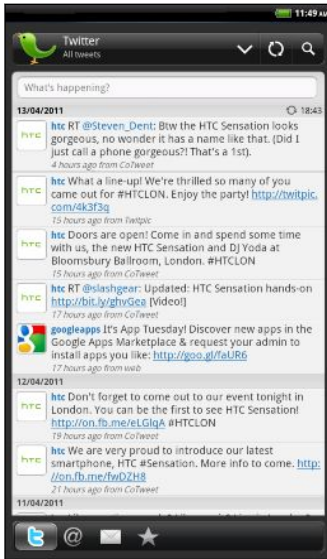 11:49 AM
Twitter
All tweets
What's happening?
13/04/2011 18:43
htc RT @Steven_Dent: Btw the HTC Sensation looks
gorgeous, no wonder it has a name like that. (Did I
just call a phone gorgeous?! That's a 1st).
4 hours ago from CoTweet
htc What a line-up! We're thrilled so many of you
came out for #HTCLON. Enjoy the party! http://twitpic.
com/4k3f3q
15 hours ago from Twitpic
htc Doors are open! Come in and spend some time
with us, the new HTC Sensation and DJ Yoda at
Bloomsbury Ballroom, London. #HTCLON
15 hours ago from CoTweet
htc RT @slashgear: Updated: HTC Sensation hands-on
http://bit.ly/ghvGea [Video!]
17 hours ago from CoTweet
googleapps It's App Tuesday! Discover new apps in the
Google Apps Marketplace & request your admin to
install apps you like: http://goo.gl/faUR6
17 hours ago from web
12/04/2011
htc Don't forget to come out to our event tonight in
London. You can be the first to see HTC Sensation!
http://on.fb.me/eLGlqA #HTCLON
19 hours ago from CoTweet
htc We are very proud to introduce our latest
smartphone, HTC #Sensation. More info to come. http:
//on.fb.me/fwDZH8
21 hours ago from CoTweet
11/04/2011